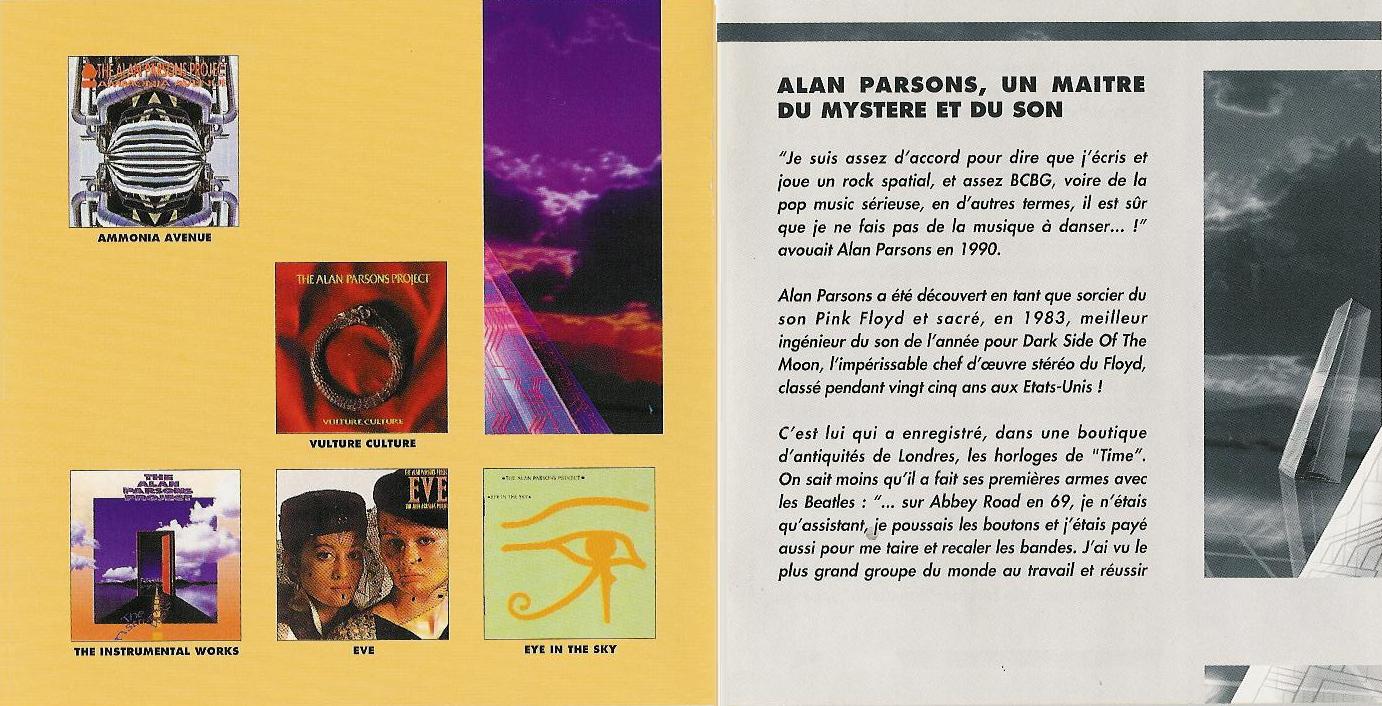 THE ALAN PARSONS PROJECT
AMMONIA AVENUE
AMMONIA AVENUE
THE ALAN PARSONS PROJECT
VULTURE CULTURE
VULTURE CULTURE
THE
ALAN
PARSONS
PROJECT
THE INSTRUMENTAL WORKS
THE ALAN PARSONS PROJECT
EVE
THE ALAN PARSONS PROJECT
EVE
THE ALAN PARSONS PROJECT
EYE IN THE SKY
EYE IN THE SKY
ALAN PARSONS, UN MAITRE
DU MYSTERE ET DU SON
“Je suis assez d’accord pour dire que j’écris et
joue un rock spatial, et assez BCBG, voire de la
pop music sérieuse, en d’autres termes, il est sûr
que je ne fais pas de la musique à danser... !”
avouait Alan Parsons en 1990.
Alan Parsons a été découvert en tant que sorcier du
son Pink Floyd et sacré, en 1983, meilleur
ingénieur du son de l’année pour Dark Side Of The
Moon, l’impérissable chef d’œuvre stéréo du Floyd,
classé pendant vingt cinq ans aux Etats-Unis !
C’est lui qui a enregistré, dans une boutique
d’antiquités de Londres, les horloges de "Time”.
On sait moins qu’il a fait ses premières armes avec
les Beatles : “... sur Abbey Road en 69, je n’étais
qu’assistant, je poussais les boutons et j’étais payé
aussi pour me taire et recaler les bandes. J’ai vu le
plus grand groupe du monde au travail et réussir